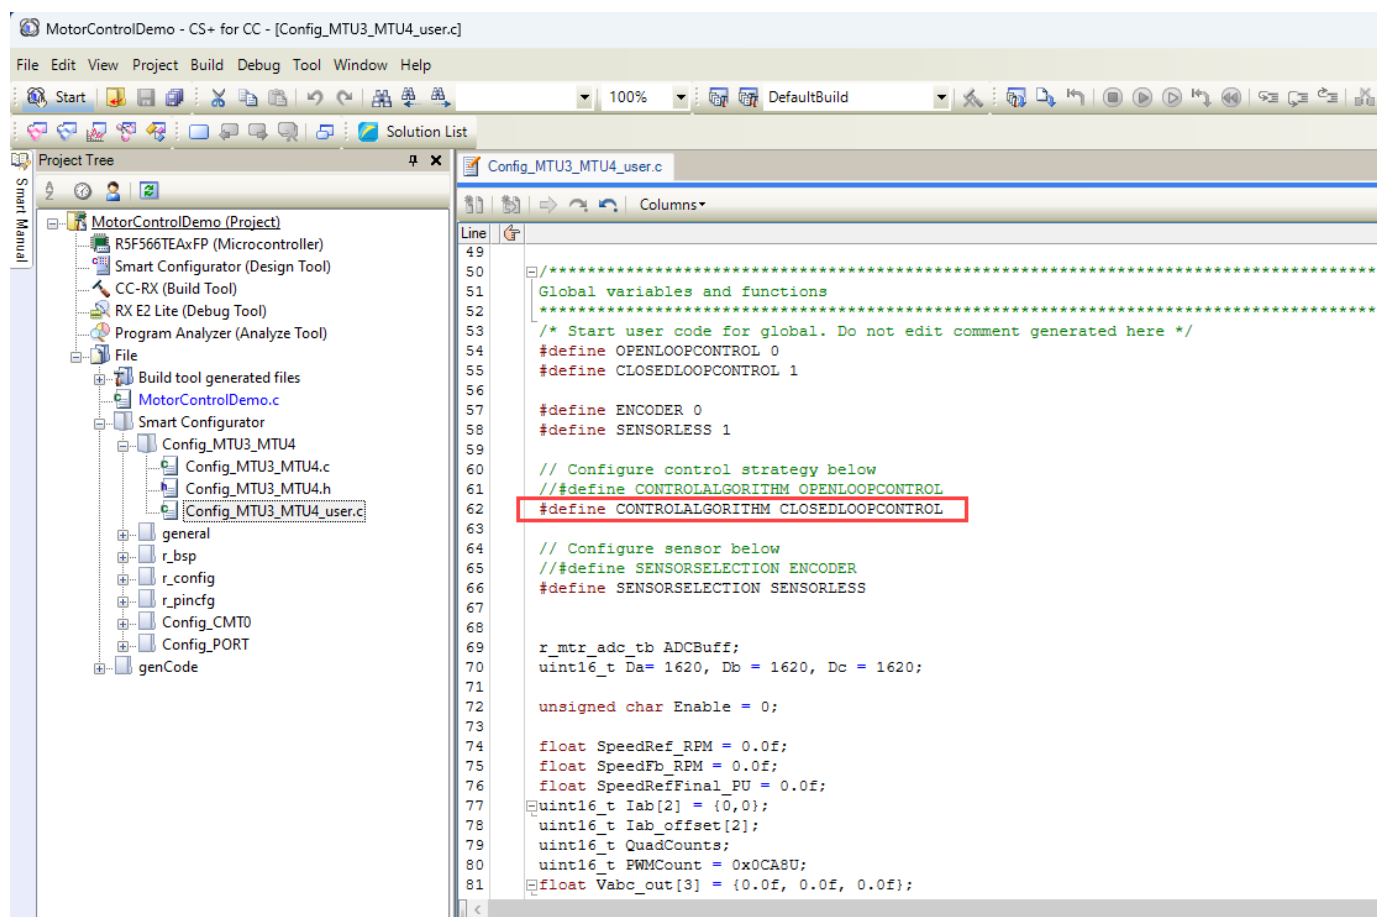 MotorControlDemo - CS+ for CC - [Config_MTU3_MTU4_user.c]
File Edit View Project Build Debug Tool Window Help
Start 100% DefaultBuild
Solution List
Smart Manual
Project Tree
MotorControlDemo (Project)
R5F566TEAxFP (Microcontroller)
Smart Configurator (Design Tool)
CC-RX (Build Tool)
RX E2 Lite (Debug Tool)
Program Analyzer (Analyze Tool)
File
Build tool generated files
MotorControlDemo.c
Smart Configurator
Config_MTU3_MTU4
Config_MTU3_MTU4.c
Config_MTU3_MTU4.h
Config_MTU3_MTU4_user.c
general
r_bsp
r_config
r_pincfg
Config_CMT0
Config_PORT
genCode
Config_MTU3_MTU4_user.c
Columns
Line
49
50 /***************************************************************************************
51 Global variables and functions
52 ***************************************************************************************
53 /* Start user code for global. Do not edit comment generated here */
54 #define OPENLOOPCONTROL 0
55 #define CLOSEDLOOPCONTROL 1
56
57 #define ENCODER 0
58 #define SENSORLESS 1
59
60 // Configure control strategy below
61 //#define CONTROLALGORITHM OPENLOOPCONTROL
62 #define CONTROLALGORITHM CLOSEDLOOPCONTROL
63
64 // Configure sensor below
65 //#define SENSORSELECTION ENCODER
66 #define SENSORSELECTION SENSORLESS
67
68
69 r_mtr_adc_tb ADCBuff;
70 uint16_t Da= 1620, Db = 1620, Dc = 1620;
71
72 unsigned char Enable = 0;
73
74 float SpeedRef_RPM = 0.0f;
75 float SpeedFb_RPM = 0.0f;
76 float SpeedRefFinal_PU = 0.0f;
77 uint16_t Iab[2] = {0,0};
78 uint16_t Iab_offset[2];
79 uint16_t QuadCounts;
80 uint16_t PWMCount = 0x0CA8U;
81 float Vabc_out[3] = {0.0f, 0.0f, 0.0f};